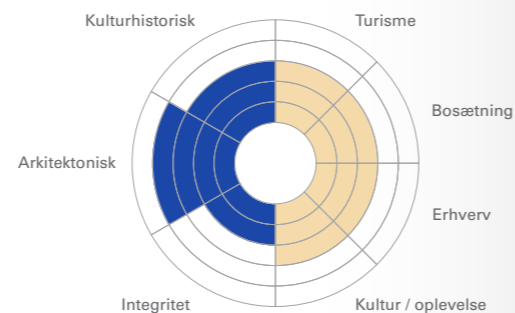 Kulturhistorisk
Turisme
Bosætning
Arkitektonisk
Erhverv
Integritet
Kultur / oplevelse